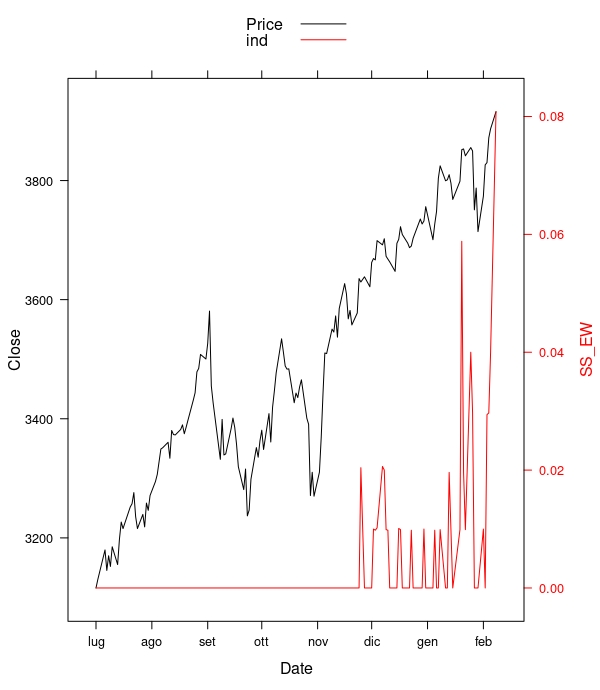 Price
ind
Close
3800
3600
3400
3200
0.08
0.06
0.04
0.02
0.00
SS_EW
lug ago set ott nov dic gen feb
Date